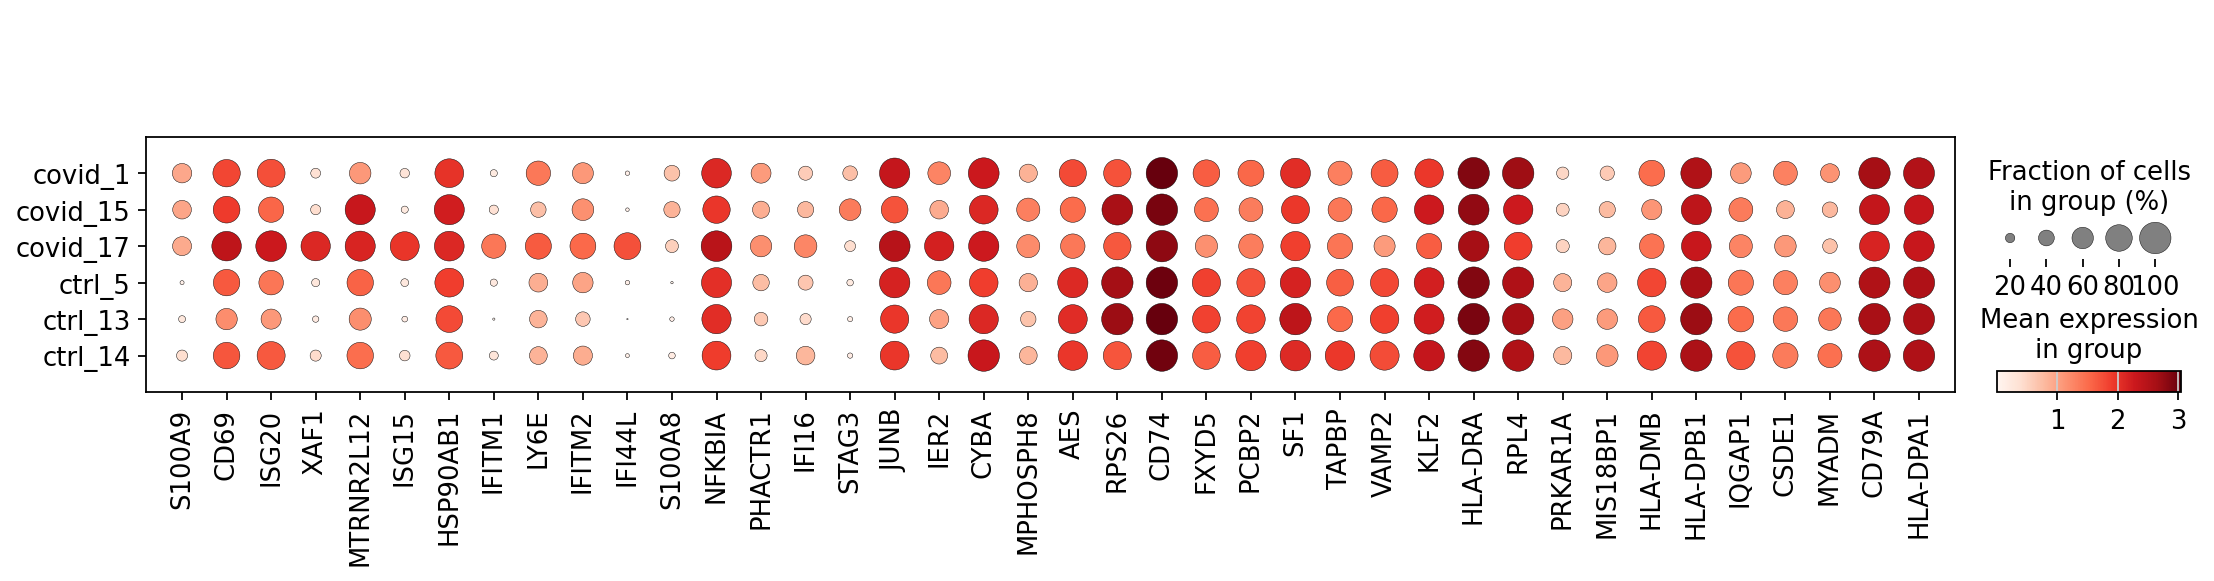 covid_1
covid_15
covid_17
ctrl_5
ctrl_13
ctrl_14
S100A9
CD69
ISG20
XAF1
MTRNR2L12
ISG15
HSP90AB1
IFITM1
LY6E
IFITM2
IFI44L
S100A8
NFKBIA
PHACTR1
IFI16
STAG3
JUNB
IER2
CYBA
MPHOSPH8
AES
RPS26
CD74
FXYD5
PCBP2
SF1
TAPBP
VAMP2
KLF2
HLA-DRA
RPL4
PRKAR1A
MIS18BP1
HLA-DMB
HLA-DPB1
IQGAP1
CSDE1
MYADM
CD79A
HLA-DPA1
Fraction of cells
in group (%)
20 40 60 80 100
Mean expression
in group
1 2 3